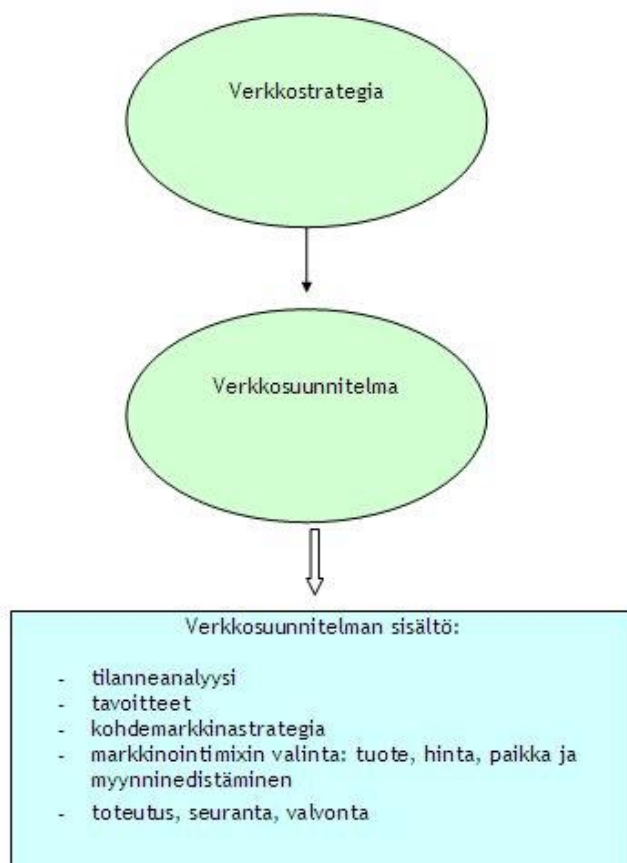 Verkkostrategia
Verkkosuunnitelma
Verkkosuunnitelman sisältö:
- tilanneanalyysi
- tavoitteet
- kohdemarkkinastrategia
- markkinointimixin valinta: tuote, hinta, paikka ja
myynninedistäminen
- toteutus, seuranta, valvonta